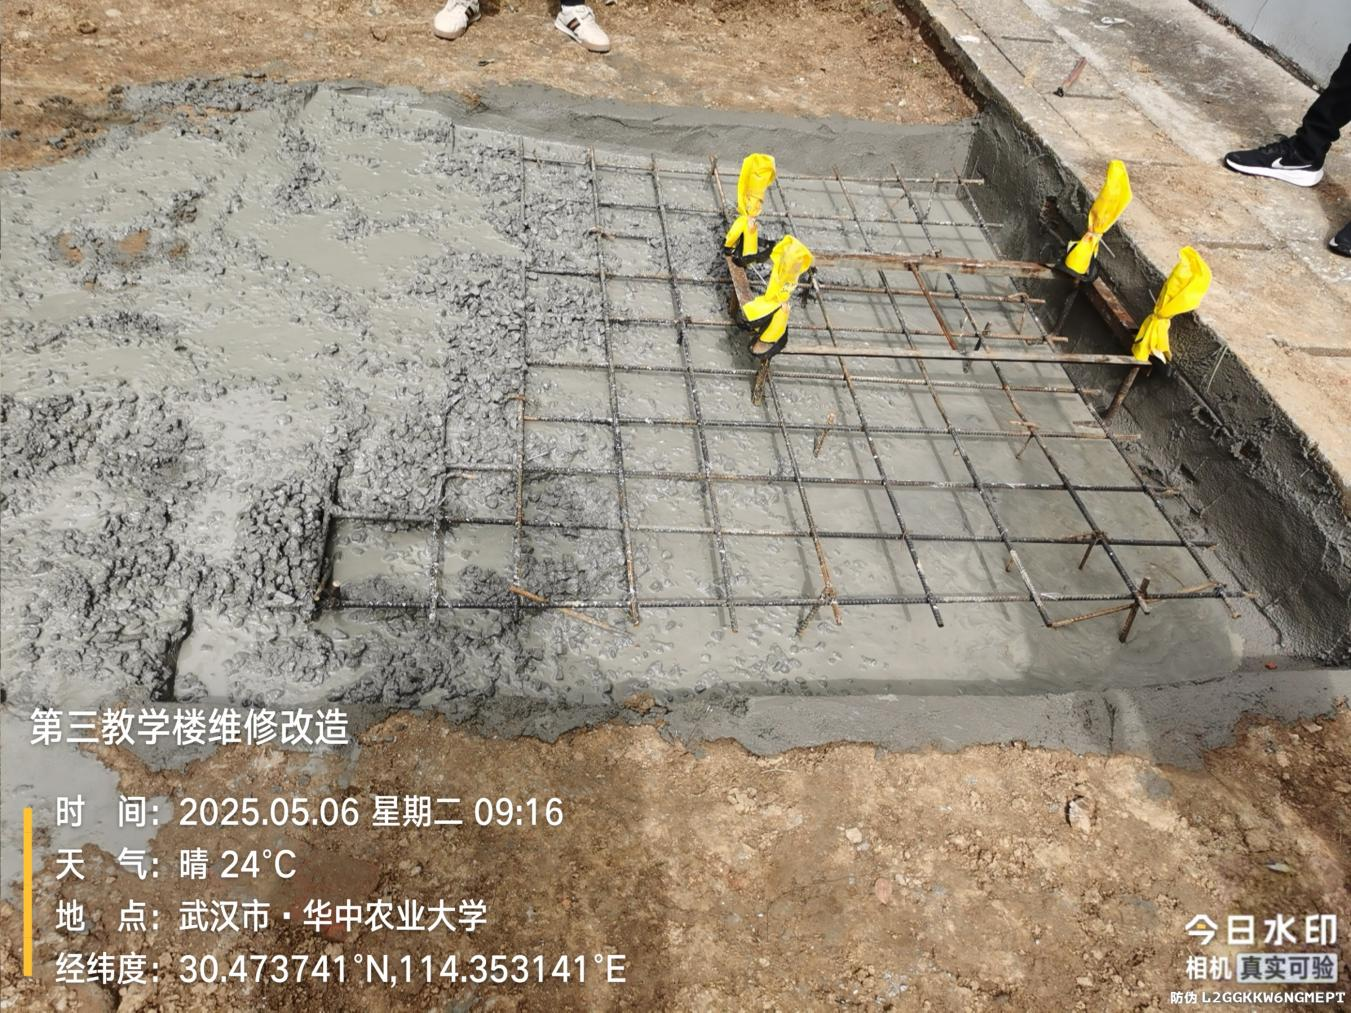 第三教学楼维修改造
时 间：2025.05.06 星期二 09:16
天 气：晴 24°C
地 点：武汉市·华中农业大学
经纬度：30.473741°N,114.353141°E
今日水印
相机 真实可验
防伪 L2GGKKW6NGMEPT